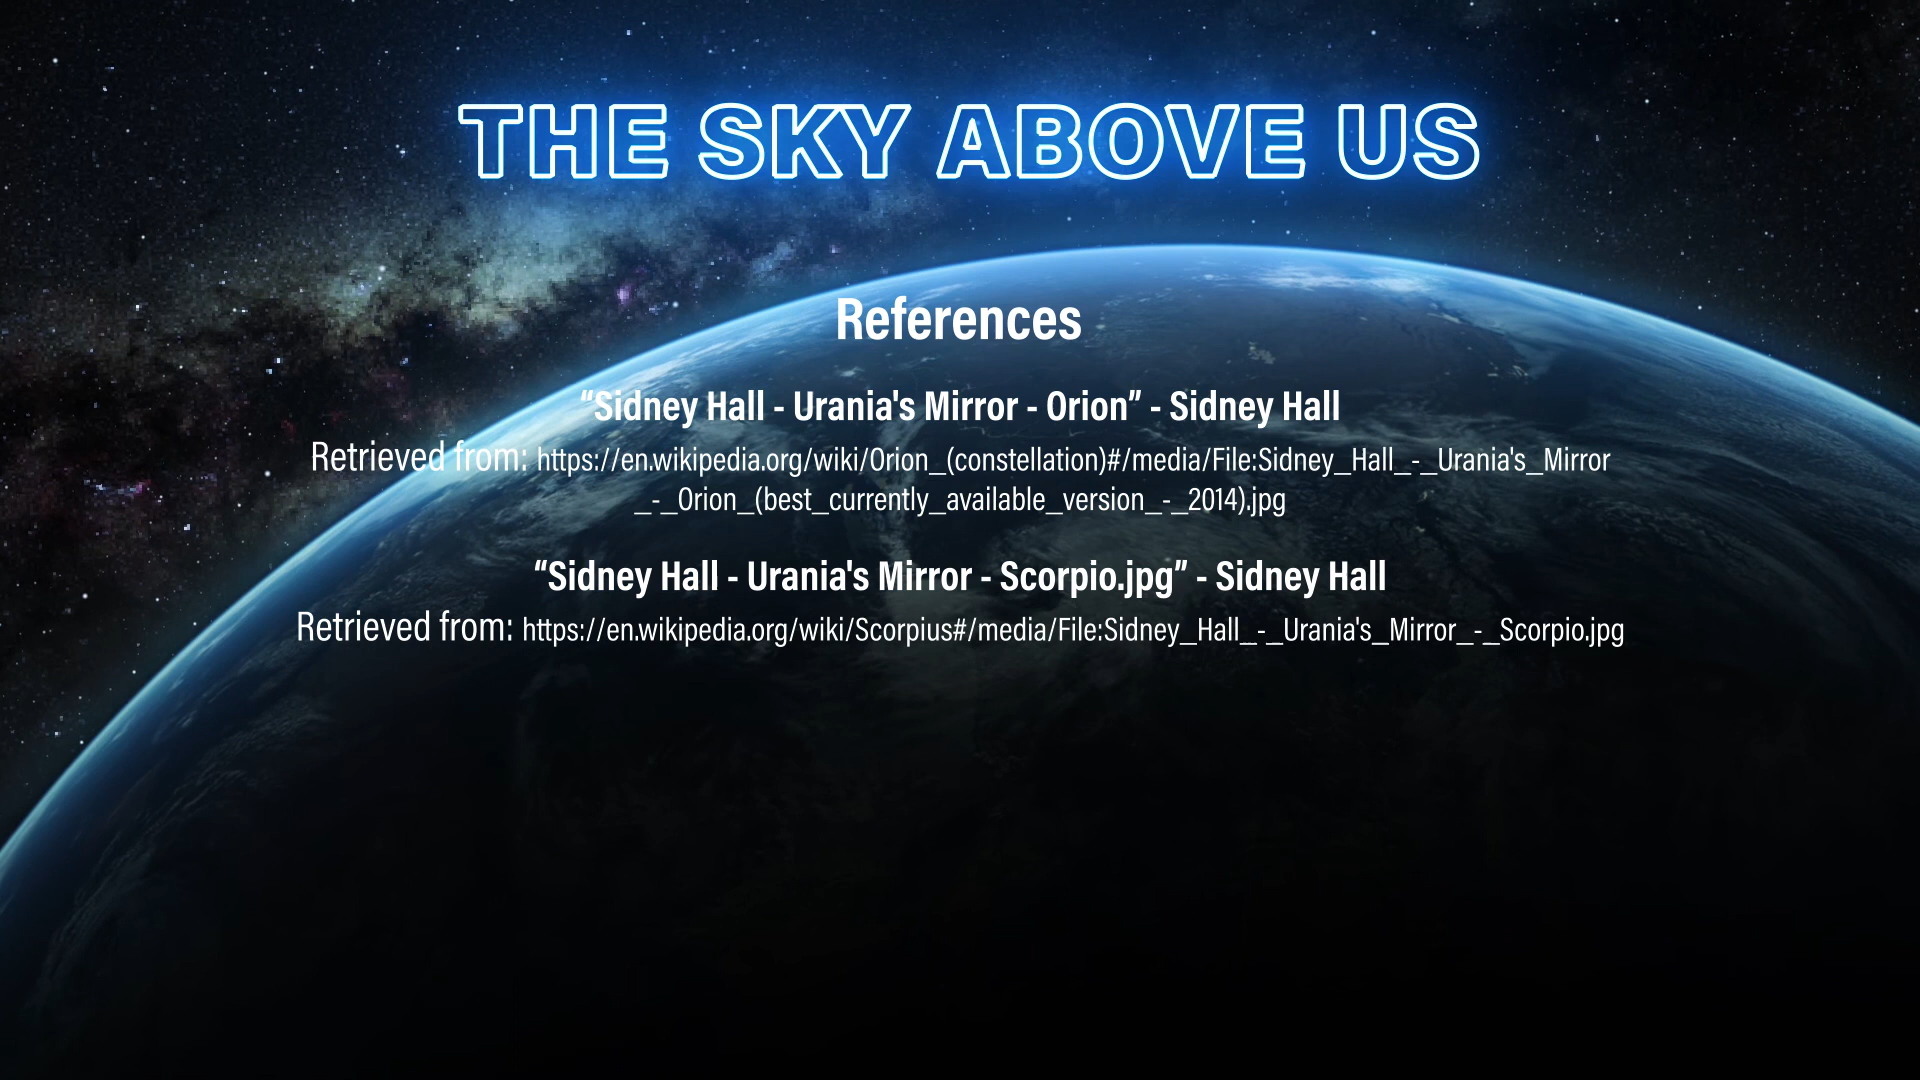 THE SKY ABOVE US
References
“Sidney Hall - Urania's Mirror - Orion” - Sidney Hall
Retrieved from: https://en.wikipedia.org/wiki/Orion_(constellation)#/media/File:Sidney_Hall_-_Urania's_Mirror
_-_Orion_(best_currently_available_version_-_2014).jpg
“Sidney Hall - Urania's Mirror - Scorpio.jpg” - Sidney Hall
Retrieved from: https://en.wikipedia.org/wiki/Scorpius#/media/File:Sidney_Hall_-_Urania's_Mirror_-_Scorpio.jpg